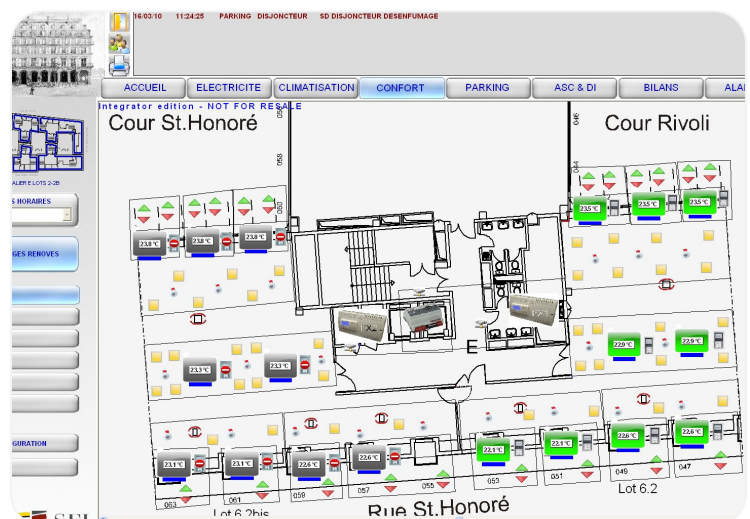 16/03/10 11:24:25 PARKING DISJONCTEUR SD DISJONCTEUR DESENFUMAGE
ACCUEIL ELECTRICITE CLIMATISATION CONFORT PARKING ASC & DI BILANS ALA
Integrator edition - NOT FOR RESALE
Cour St.Honoré
Cour Rivoli
046
058
044
060
ALERIE LOTS 2-2B
S HORAIRES
GES RENOVES
GURATION
23.5 °C 23.5 °C 23.5 °C
23.8 °C 23.8 °C 23.8 °C
22.9 °C 22.9 °C
23.3 °C 23.3 °C
E
23.1 °C 23.1 °C 22.6 °C 22.6 °C 22.1 °C 22.1 °C 22.6 °C 22.6 °C
063 061 059 057 055 053 051 049 047
Lot 6.2bis
Rue St.Honoré
Lot 6.2